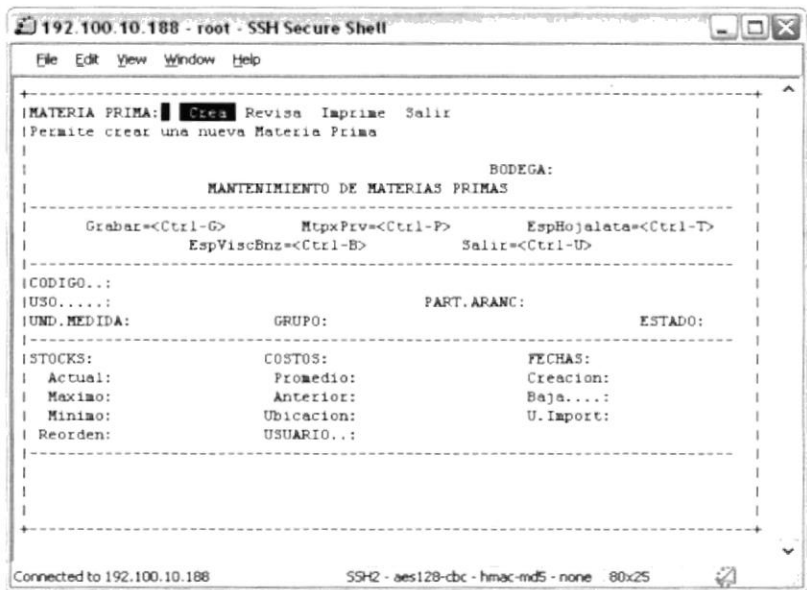 192.100.10.188 - root - SSH Secure Shell
File Edit View Window Help
MATERIA PRIMA: Crea Revisa Imprime Salir
Permite crear una nueva Materia Prima
BODEGA:
MANTENIMIENTO DE MATERIAS PRIMAS
Grabar=<Ctrl-G> MtpxPrv=<Ctrl-P> EspHojalata=<Ctrl-T>
EspViscBnz=<Ctrl-B> Salir=<Ctrl-U>
CODIGO..:
USO.....: PART.ARANC:
UND.MEDIDA: GRUPO: ESTADO:
STOCKS: COSTOS: FECHAS:
Actual: Promedio: Creacion:
Maximo: Anterior: Baja....:
Minimo: Ubicacion: U.Import:
Reorden: USUARIO..:
Connected to 192.100.10.188 SSH2 - aes128-cbc - hmac-md5 - none 80x25